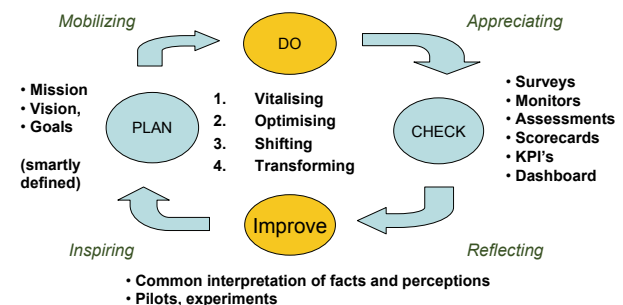 Mobilizing
Appreciating
DO
• Mission
• Vision,
• Goals
(smartly
defined)
PLAN
1. Vitalising
2. Optimising
3. Shifting
4. Transforming
CHECK
• Surveys
• Monitors
• Assessments
• Scorecards
• KPI's
• Dashboard
Improve
Inspiring
Reflecting
• Common interpretation of facts and perceptions
• Pilots, experiments